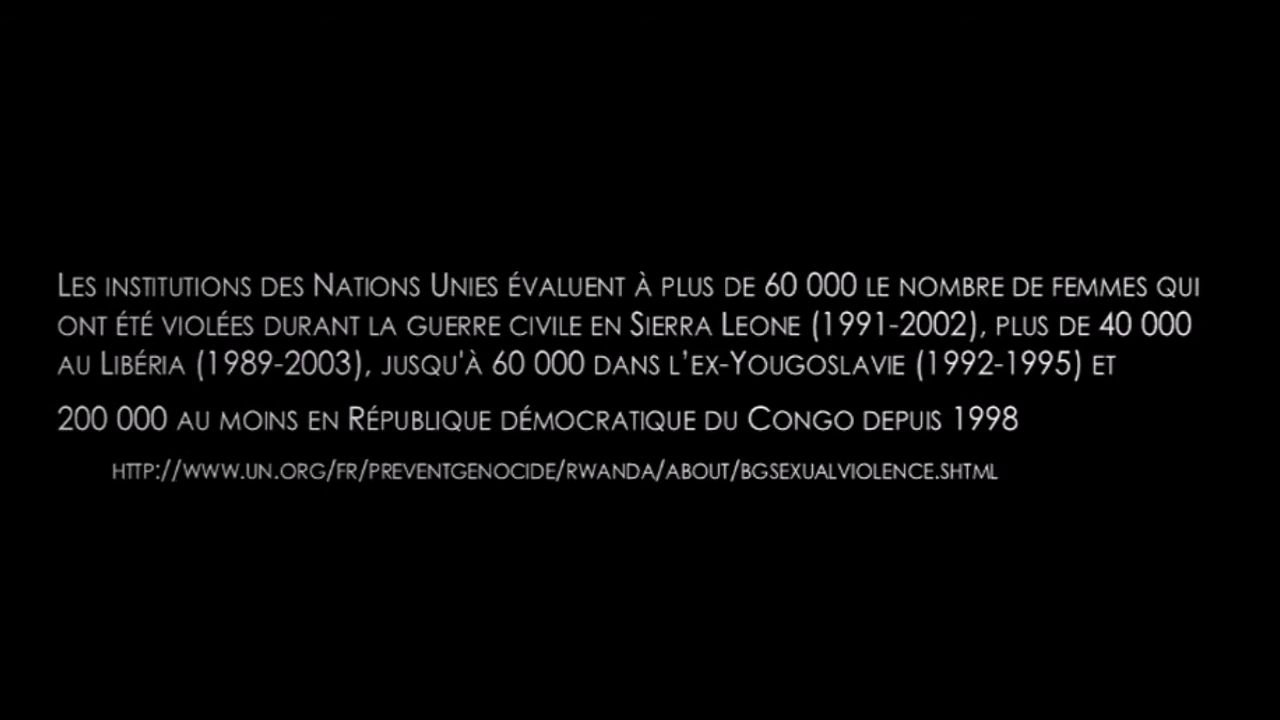 Les institutions des Nations Unies évaluent à plus de 60 000 le nombre de femmes qui
ont été violées durant la guerre civile en Sierra Leone (1991-2002), plus de 40 000
au Libéria (1989-2003), jusqu'à 60 000 dans l’ex-Yougoslavie (1992-1995) et
200 000 au moins en République démocratique du Congo depuis 1998
http://www.un.org/fr/preventgenocide/rwanda/about/bgsexualviolence.shtml